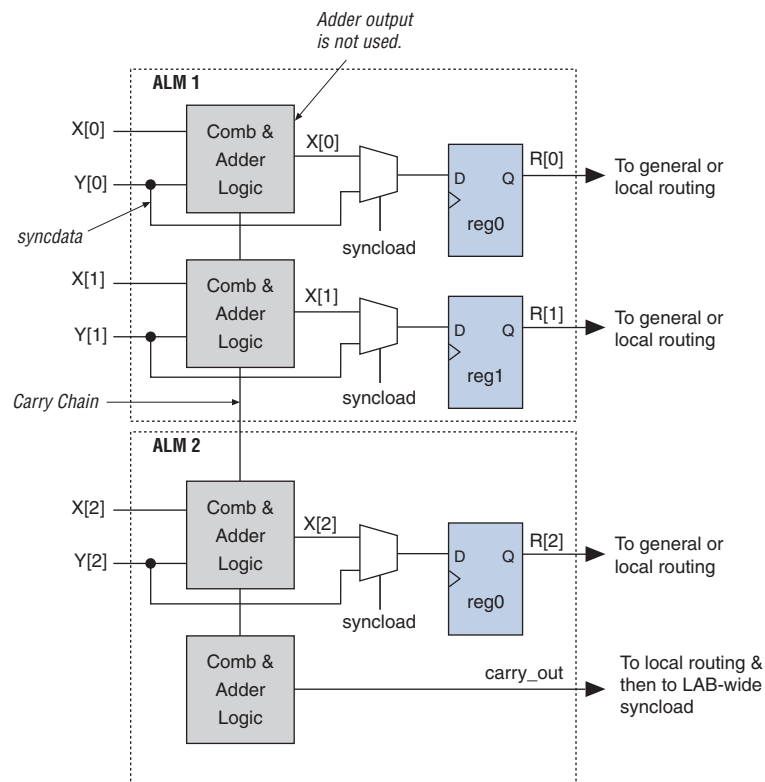 Adder output
is not used.
ALM 1
X[0]
Y[0]
syncdata
Comb &
Adder
Logic
X[0]
syncload
D Q
reg0
R[0]
To general or
local routing
X[1]
Y[1]
Comb &
Adder
Logic
X[1]
syncload
D Q
reg1
R[1]
To general or
local routing
Carry Chain
ALM 2
X[2]
Y[2]
Comb &
Adder
Logic
X[2]
syncload
D Q
reg0
R[2]
To general or
local routing
Comb &
Adder
Logic
carry_out
To local routing &
then to LAB-wide
syncload